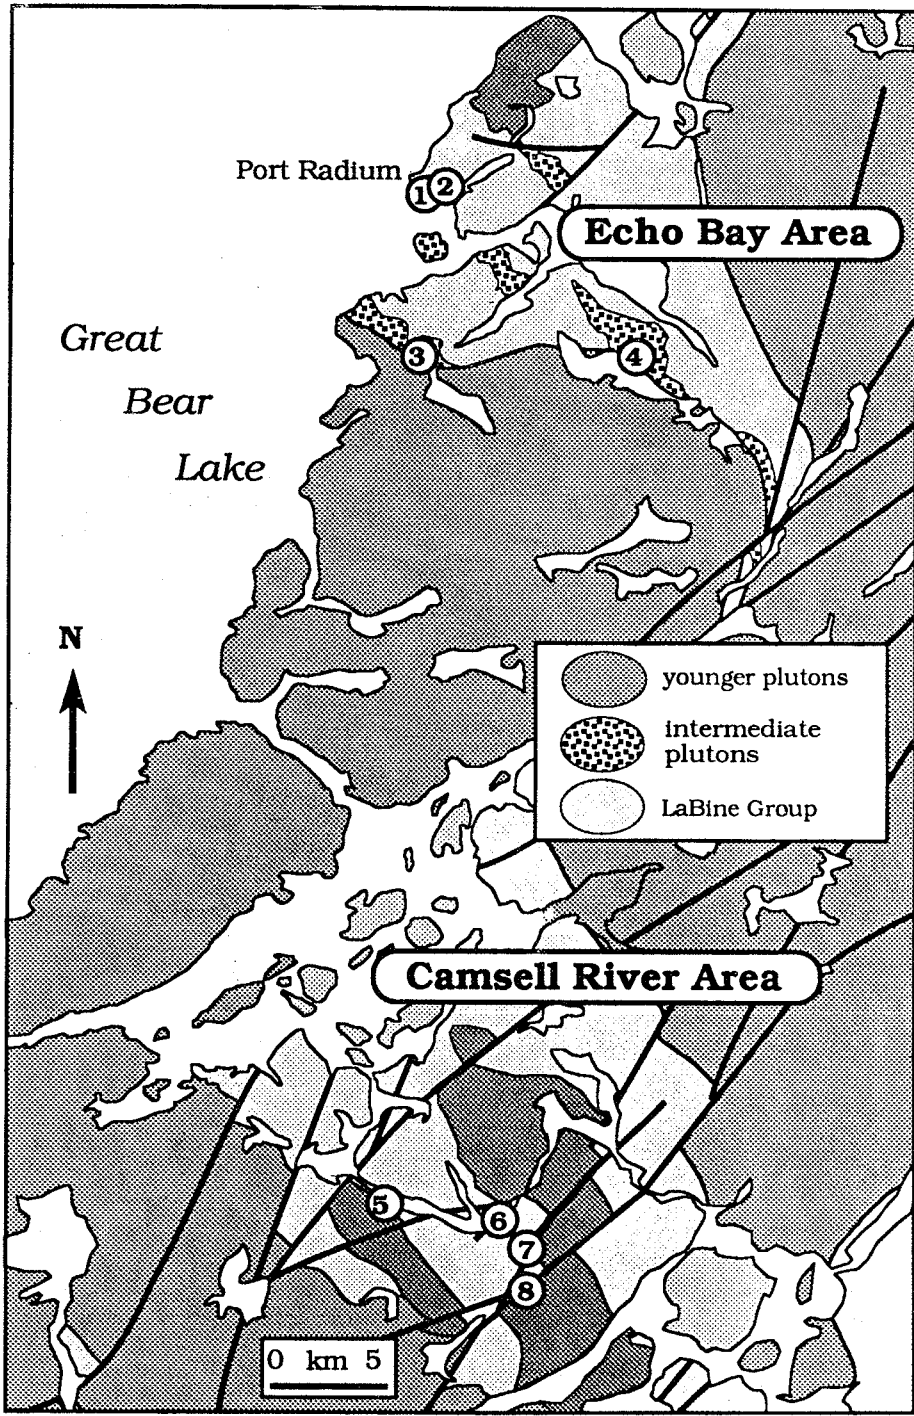 Port Radium
1
2
Echo Bay Area
Great
Bear
Lake
3
4
N
younger plutons
intermediate
plutons
LaBine Group
Camsell River Area
5
6
7
8
0 km 5